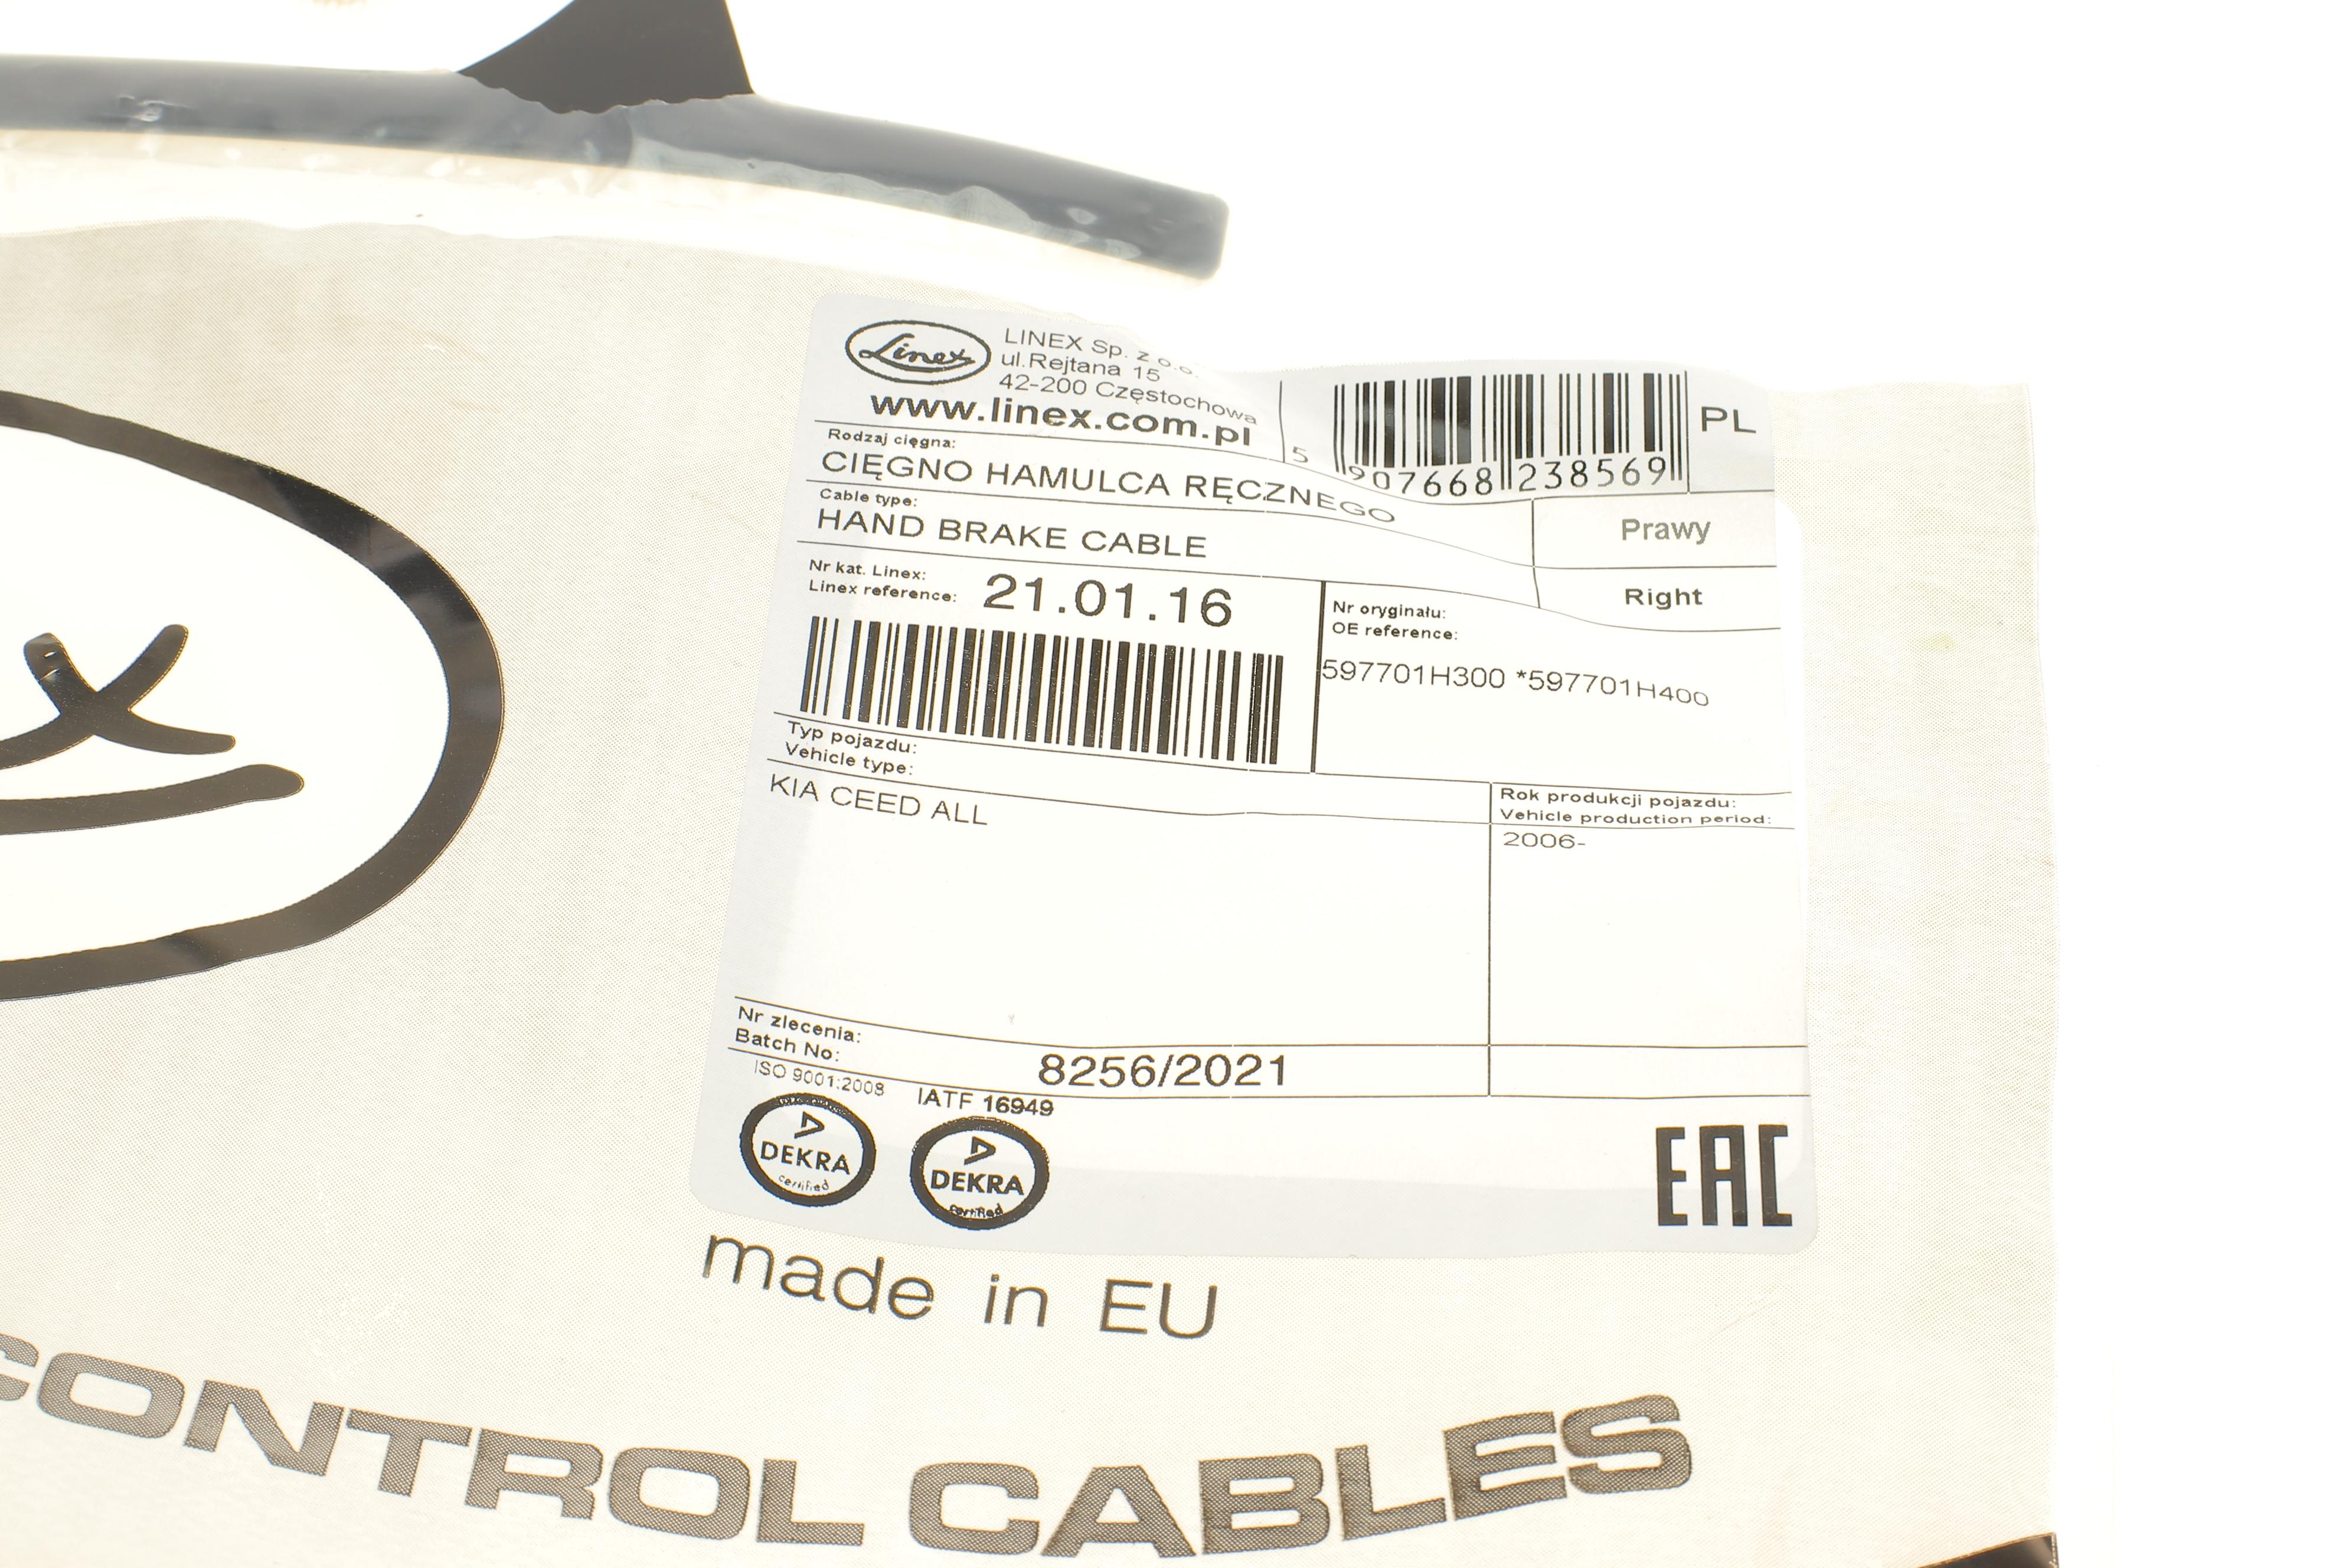 Linex
LINEX Sp. z o.o.
ul.Rejtana 15
42-200 Częstochowa
www.linex.com.pl
5 907668 238569
PL
Rodzaj cięgna:
CIĘGNO HAMULCA RĘCZNEGO
Prawy
Cable type:
HAND BRAKE CABLE
Right
Nr kat. Linex:
Linex reference:
21.01.16
Nr oryginału:
OE reference:
597701H300 *597701H400
Typ pojazdu:
Vehicle type:
KIA CEED ALL
Rok produkcji pojazdu:
Vehicle production period:
2006-
Nr zlecenia:
Batch No:
8256/2021
ISO 9001:2008
IATF 16949
DEKRA
certified
DEKRA
certified
EAC
made in EU
CONTROL CABLES